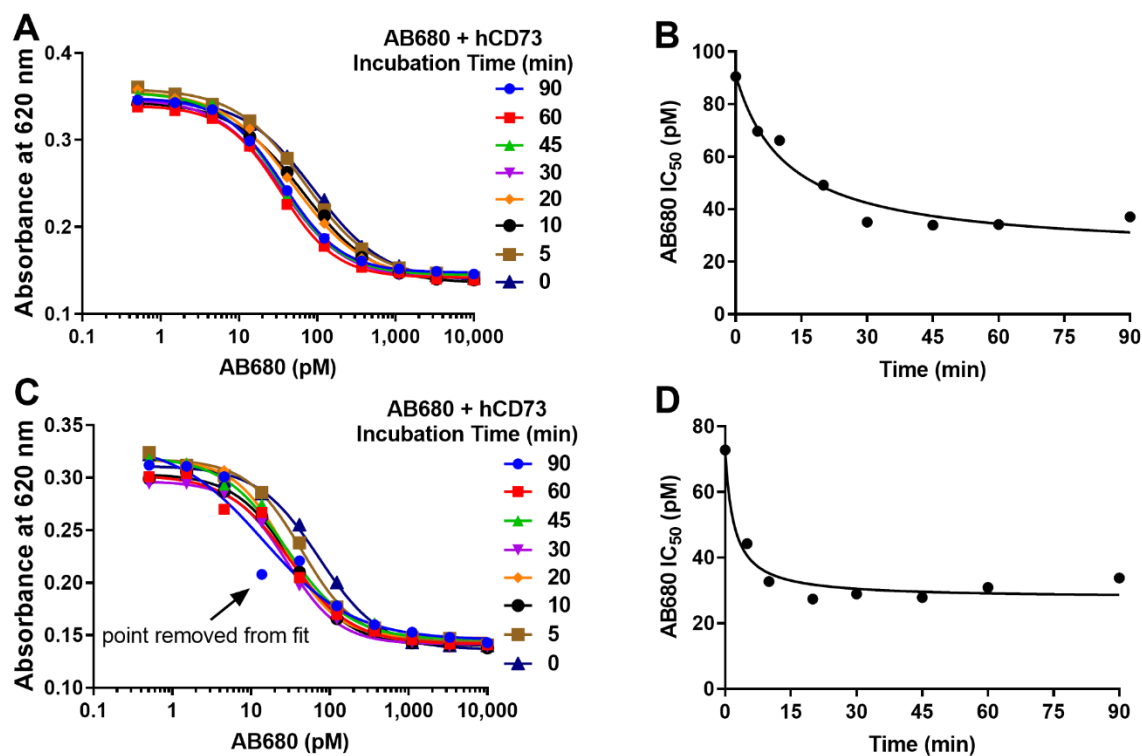 A
AB680 + hCD73
Incubation Time (min)
90
60
45
30
20
10
5
0
Absorbance at 620 nm
0.4
0.3
0.2
0.1
0.1 1 10 100 1,000 10,000
AB680 (pM)
B
AB680 IC50 (pM)
100
80
60
40
20
0
0 15 30 45 60 75 90
Time (min)
C
AB680 + hCD73
Incubation Time (min)
90
60
45
30
20
10
5
0
Absorbance at 620 nm
0.35
0.30
0.25
0.20
0.15
0.10
point removed from fit
0.1 1 10 100 1,000 10,000
AB680 (pM)
D
AB680 IC50 (pM)
80
60
40
20
0
0 15 30 45 60 75 90
Time (min)